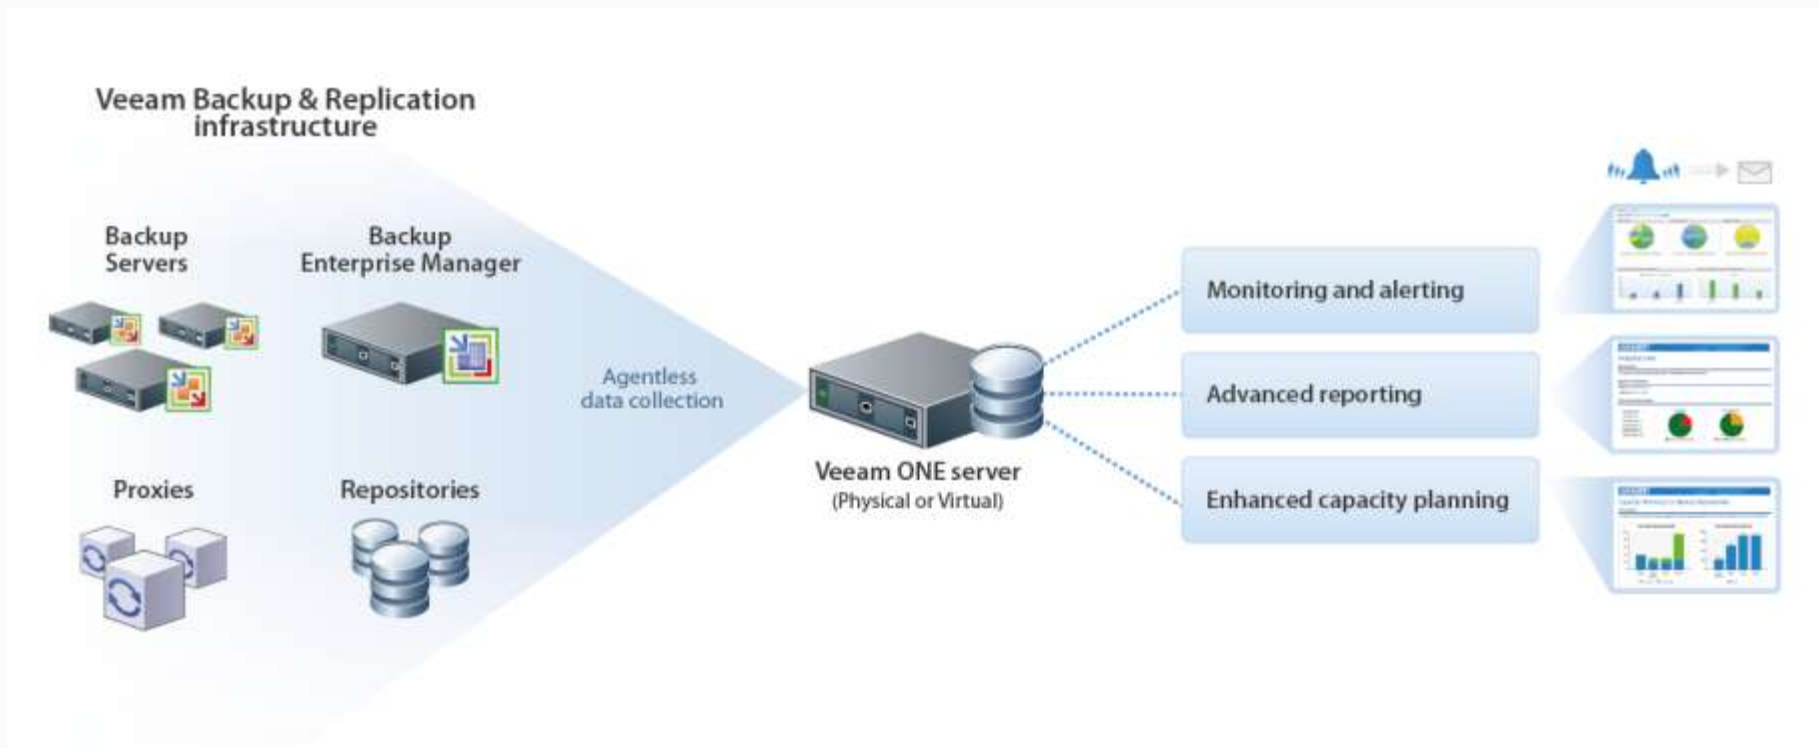 Veeam Backup & Replication
infrastructure
Backup
Servers
Backup
Enterprise Manager
Proxies
Repositories
Agentless
data collection
Veeam ONE server
(Physical or Virtual)
Monitoring and alerting
Advanced reporting
Enhanced capacity planning